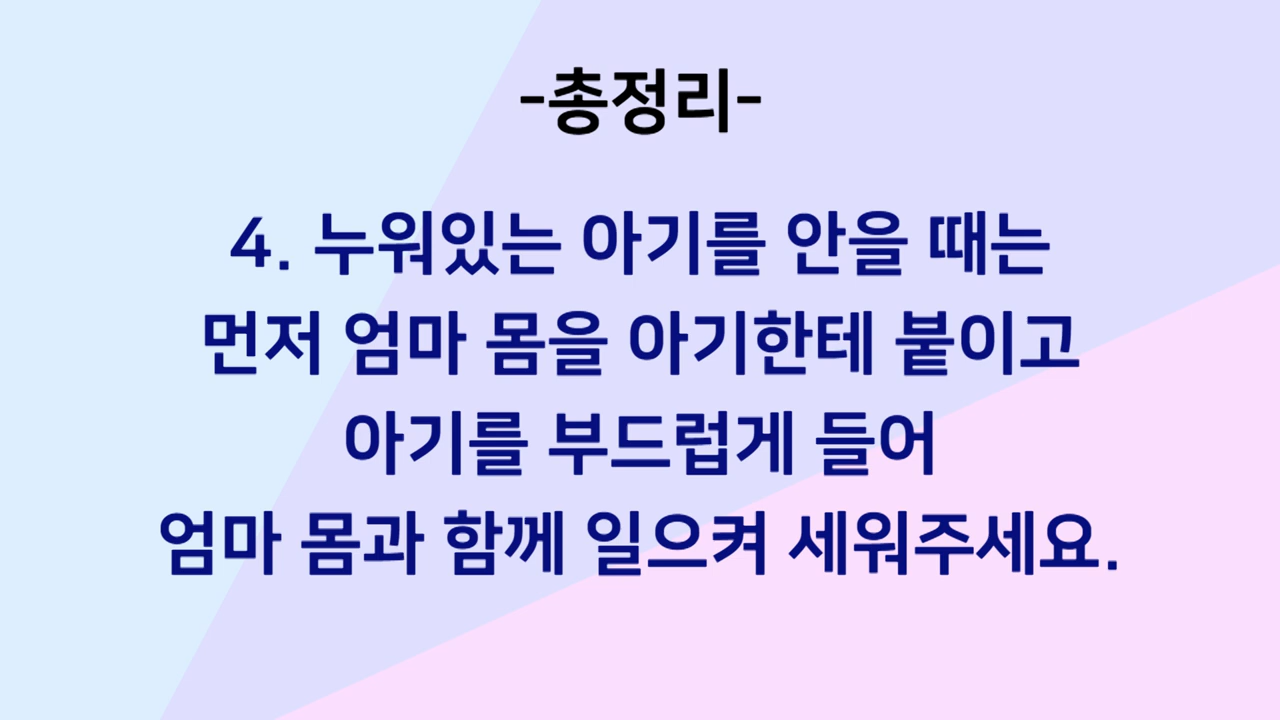 -총정리-
4. 누워있는 아기를 안을 때는
먼저 엄마 몸을 아기한테 붙이고
아기를 부드럽게 들어
엄마 몸과 함께 일으켜 세워주세요.